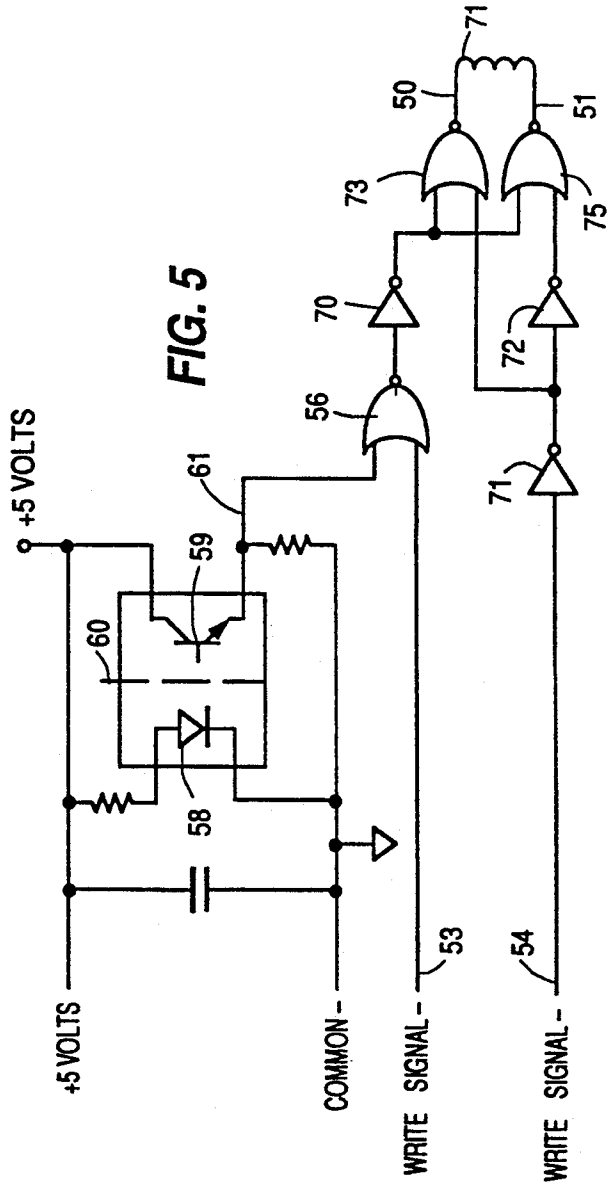 FIG. 5
+5 VOLTS
+5 VOLTS
COMMON-
WRITE SIGNAL-
WRITE SIGNAL-
60
59
58
61
53
54
56
70
71
72
73
75
50
51
71